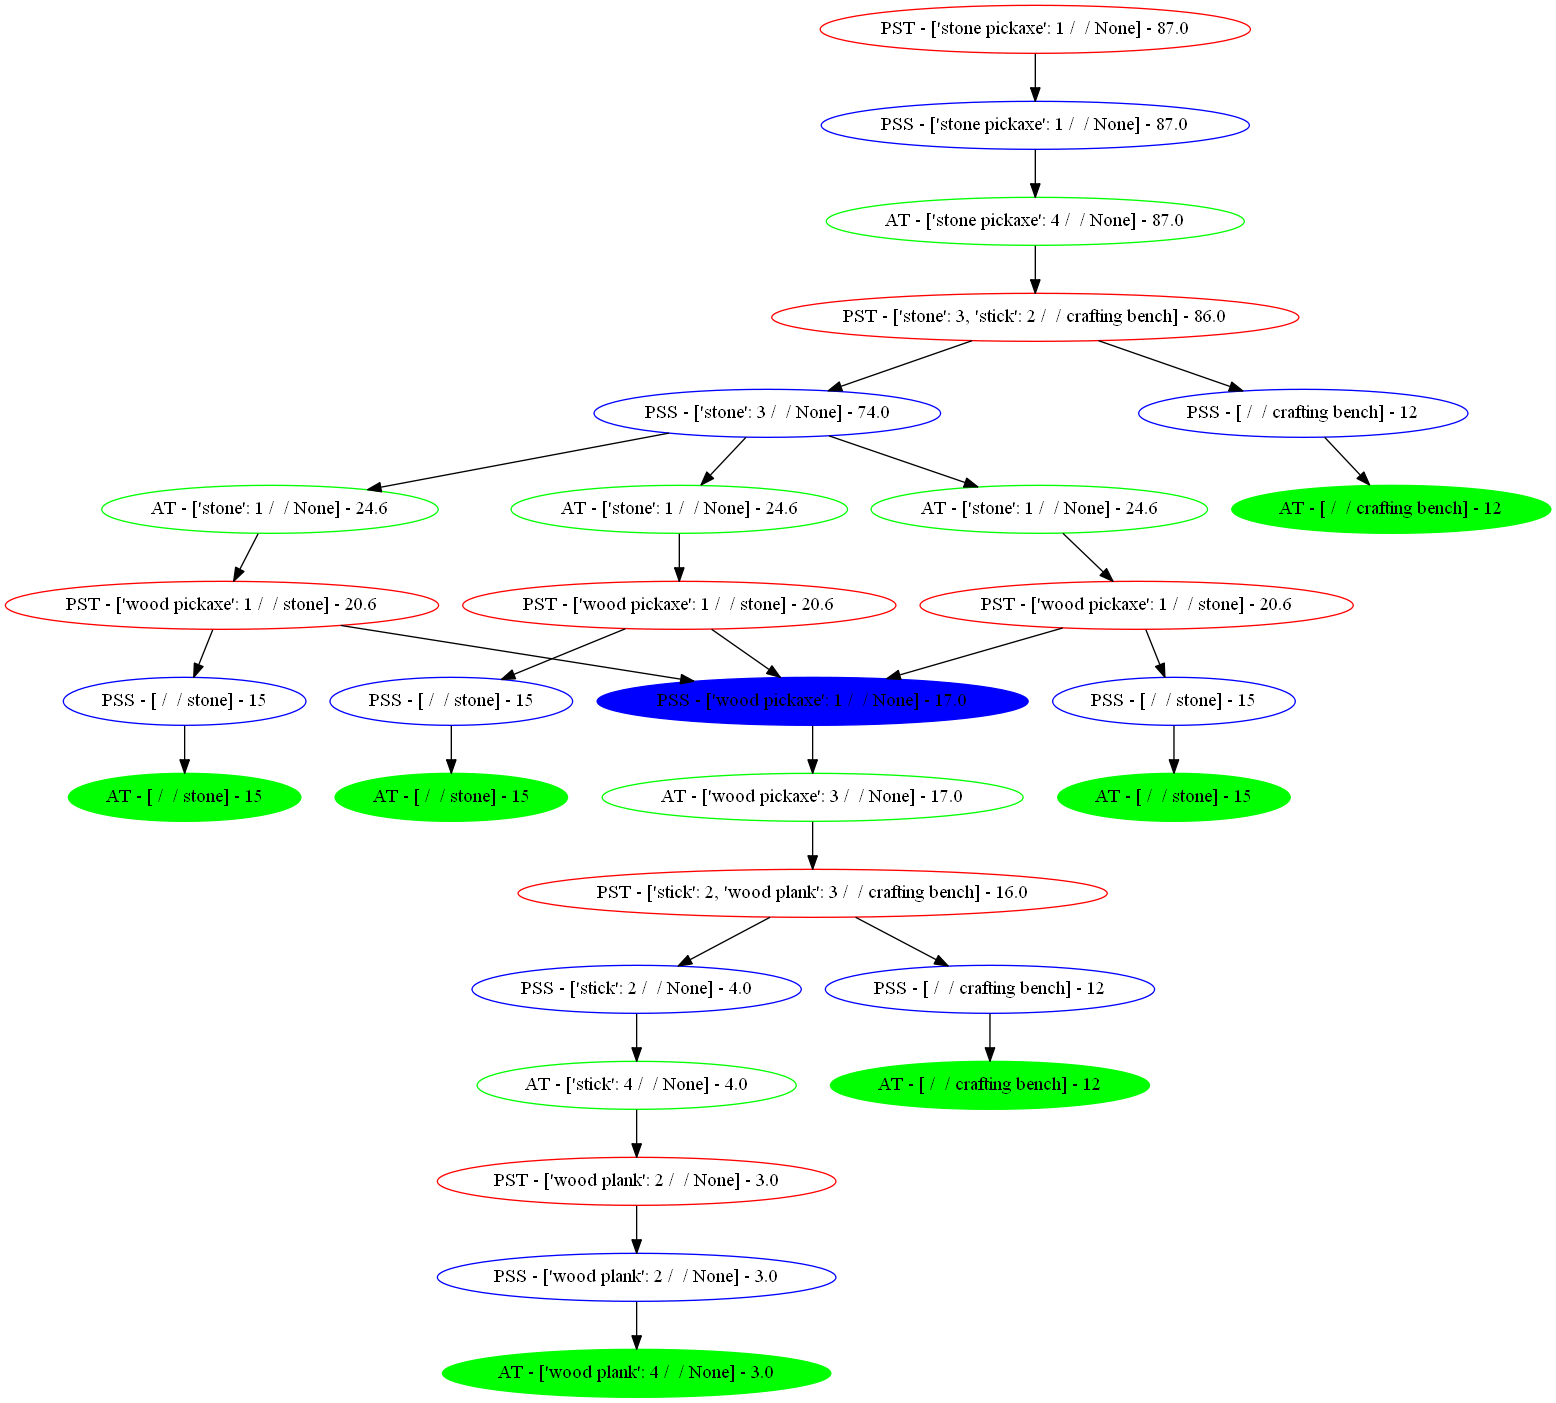 PST - ['stone pickaxe': 1 /  / None] - 87.0
PSS - ['stone pickaxe': 1 /  / None] - 87.0
AT - ['stone pickaxe': 4 /  / None] - 87.0
PST - ['stone': 3, 'stick': 2 /  / crafting bench] - 86.0
PSS - ['stone': 3 /  / None] - 74.0
PSS - [ /  / crafting bench] - 12
AT - ['stone': 1 /  / None] - 24.6
AT - ['stone': 1 /  / None] - 24.6
AT - ['stone': 1 /  / None] - 24.6
AT - [ /  / crafting bench] - 12
PST - ['wood pickaxe': 1 /  / stone] - 20.6
PST - ['wood pickaxe': 1 /  / stone] - 20.6
PST - ['wood pickaxe': 1 /  / stone] - 20.6
PSS - [ /  / stone] - 15
PSS - [ /  / stone] - 15
PSS - ['wood pickaxe': 1 /  / None] - 17.0
PSS - [ /  / stone] - 15
AT - [ /  / stone] - 15
AT - [ /  / stone] - 15
AT - ['wood pickaxe': 3 /  / None] - 17.0
AT - [ /  / stone] - 15
PST - ['stick': 2, 'wood plank': 3 /  / crafting bench] - 16.0
PSS - ['stick': 2 /  / None] - 4.0
PSS - [ /  / crafting bench] - 12
AT - ['stick': 4 /  / None] - 4.0
AT - [ /  / crafting bench] - 12
PST - ['wood plank': 2 /  / None] - 3.0
PSS - ['wood plank': 2 /  / None] - 3.0
AT - ['wood plank': 4 /  / None] - 3.0